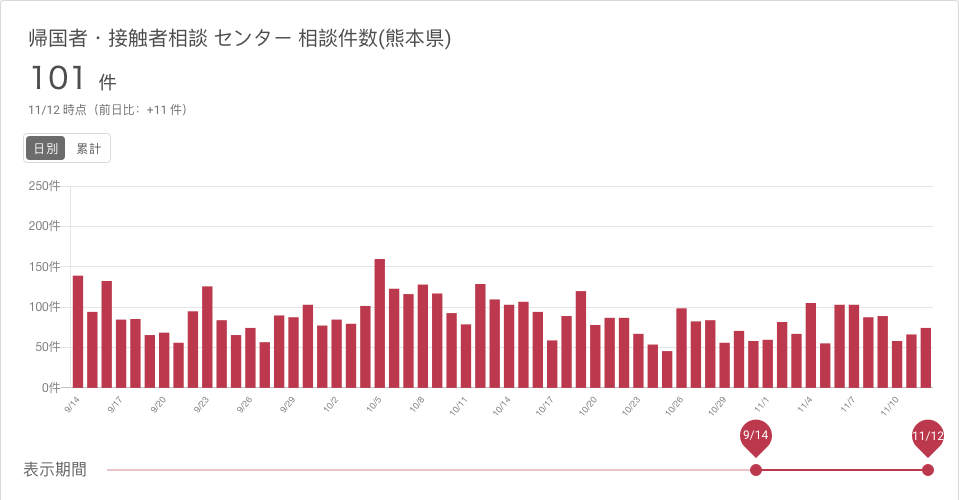 帰国者・接触者相談 センター 相談件数(熊本県)
101 件
11/12 時点（前日比：+11 件）
日別 累計
250件
200件
150件
100件
50件
0件
9/14 9/17 9/20 9/23 9/26 9/29 10/2 10/5 10/8 10/11 10/14 10/17 10/20 10/23 10/26 10/29 11/1 11/4 11/7 11/10
9/14 11/12
表示期間